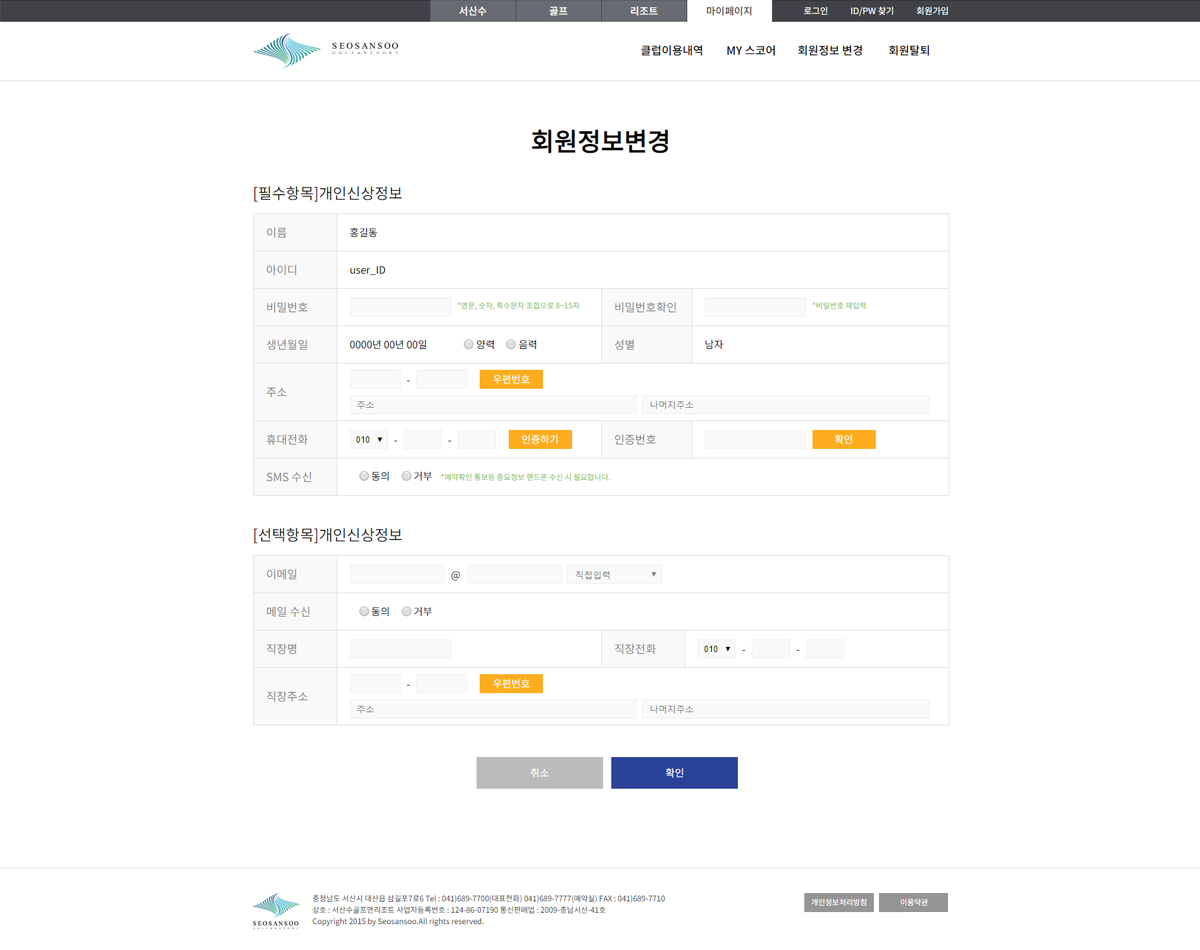 서산수 골프 리조트 마이페이지 로그인 ID/PW 찾기 회원가입
SEOSANSOO
GOLF&RESORT
클럽이용내역 MY 스코어 회원정보 변경 회원탈퇴
회원정보변경
[필수항목]개인신상정보
이름 홍길동
아이디 user_ID
비밀번호 *영문, 숫자, 특수문자 조합으로 8~15자 비밀번호확인 *비밀번호 재입력
생년월일 0000년 00년 00일 양력 음력 성별 남자
주소 - 우편번호
주소 나머지주소
휴대전화 010 ▼ - - 인증하기 인증번호 확인
SMS 수신 동의 거부 *예약확인 통보등 중요정보 핸드폰 수신 시 필요합니다.
[선택항목]개인신상정보
이메일 @ 직접입력 ▼
메일 수신 동의 거부
직장명 직장전화 010 ▼ - -
직장주소 - 우편번호
주소 나머지주소
취소 확인
SEOSANSOO
GOLF&RESORT
충청남도 서산시 대산읍 삼길포7로6 Tel : 041)689-7700(대표전화) 041)689-7777(예약실) FAX : 041)689-7710
상호 : 서산수골프앤리조트 사업자등록번호 : 124-86-07190 통신판매업 : 2009-충남서산-41호
Copyright 2015 by Seosansoo.All rights reserved.
개인정보처리방침 이용약관